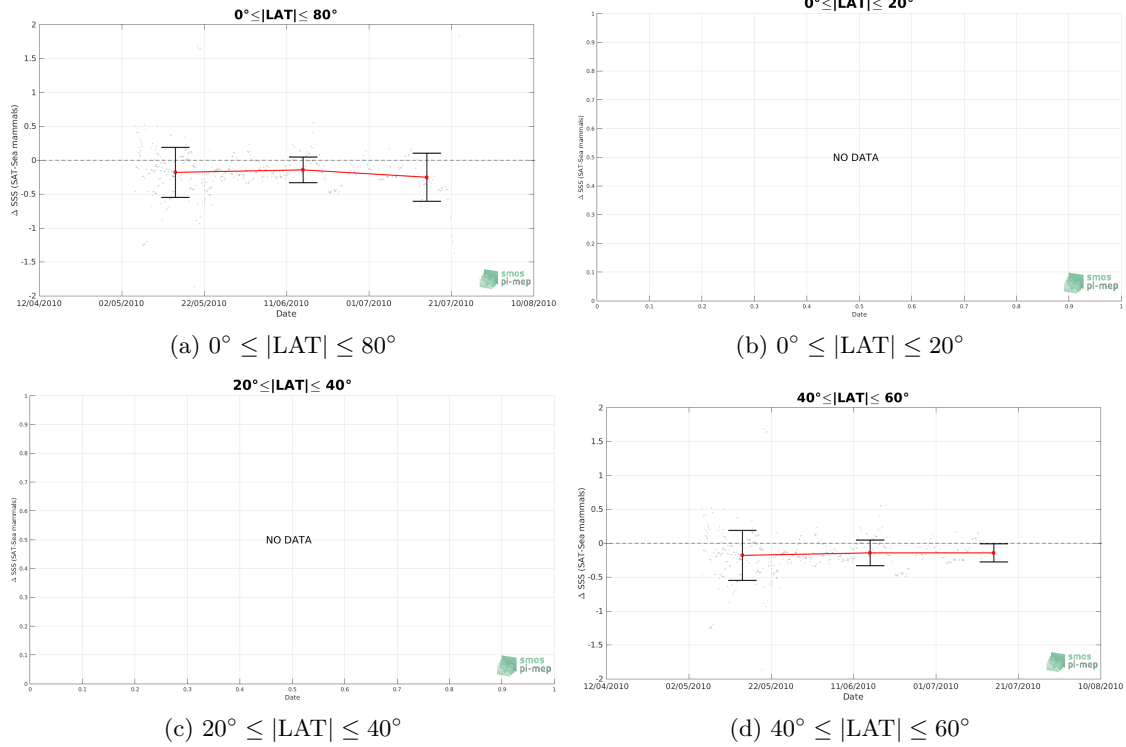 0°≤|LAT|≤ 80°
2
1.5
1
0.5
0
-0.5
-1
-1.5
-2
Δ SSS (SAT-Sea mammals)
12/04/2010 02/05/2010 22/05/2010 11/06/2010 01/07/2010 21/07/2010 10/08/2010
Date
smos
pi-mep
(a) 0° ≤ |LAT| ≤ 80°
0°≤|LAT|≤ 20°
1
0.9
0.8
0.7
0.6
0.5
0.4
0.3
0.2
0.1
0
Δ SSS (SAT-Sea mammals)
NO DATA
0 0.1 0.2 0.3 0.4 0.5 0.6 0.7 0.8 0.9 1
Date
smos
pi-mep
(b) 0° ≤ |LAT| ≤ 20°
20°≤|LAT|≤ 40°
1
0.9
0.8
0.7
0.6
0.5
0.4
0.3
0.2
0.1
0
Δ SSS (SAT-Sea mammals)
NO DATA
0 0.1 0.2 0.3 0.4 0.5 0.6 0.7 0.8 0.9 1
Date
smos
pi-mep
(c) 20° ≤ |LAT| ≤ 40°
40°≤|LAT|≤ 60°
2
1.5
1
0.5
0
-0.5
-1
-1.5
-2
Δ SSS (SAT-Sea mammals)
12/04/2010 02/05/2010 22/05/2010 11/06/2010 01/07/2010 21/07/2010 10/08/2010
Date
smos
pi-mep
(d) 40° ≤ |LAT| ≤ 60°